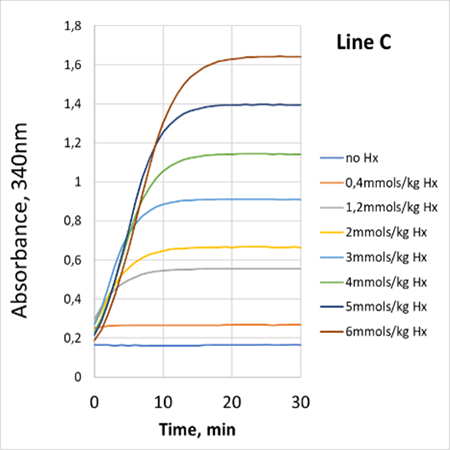 Line C
Absorbance, 340nm
1,8
1,6
1,4
1,2
1
0,8
0,6
0,4
0,2
0
0 10 20 30
Time, min
no Hx
0,4mmols/kg Hx
1,2mmols/kg Hx
2mmols/kg Hx
3mmols/kg Hx
4mmols/kg Hx
5mmols/kg Hx
6mmols/kg Hx